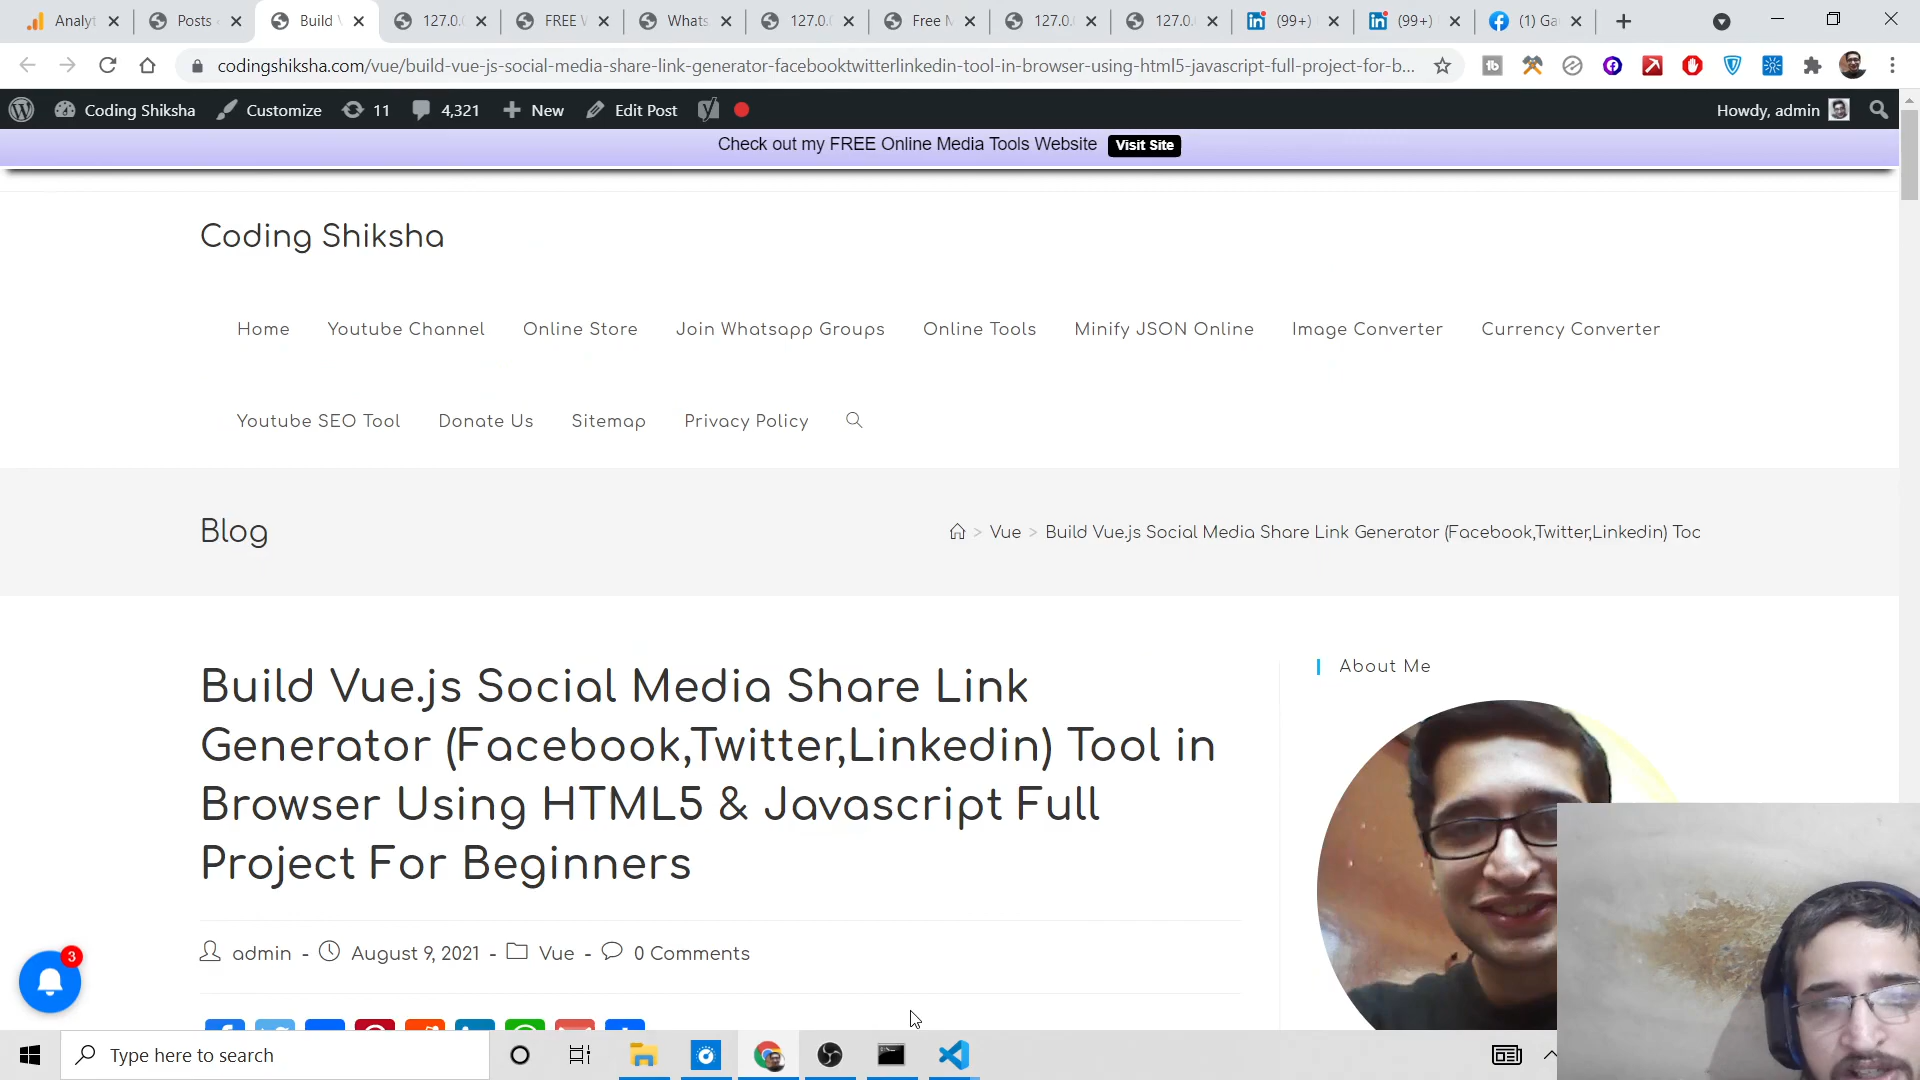 Analyt
Posts
Build
127.0.
FREE V
Whats
127.0.
Free M
127.0.
127.0.
(99+)
(99+)
(1) Ga
codingshiksha.com/vue/build-vue-js-social-media-share-link-generator-facebooktwitterlinkedin-tool-in-browser-using-html5-javascript-full-project-for-b...
Coding Shiksha
Customize
11
4,321
New
Edit Post
Howdy, admin
Check out my FREE Online Media Tools Website
Visit Site
Coding Shiksha
Home
Youtube Channel
Online Store
Join Whatsapp Groups
Online Tools
Minify JSON Online
Image Converter
Currency Converter
Youtube SEO Tool
Donate Us
Sitemap
Privacy Policy
Blog
> Vue > Build Vue.js Social Media Share Link Generator (Facebook,Twitter,Linkedin) Toc
Build Vue.js Social Media Share Link
Generator (Facebook,Twitter,Linkedin) Tool in
Browser Using HTML5 & Javascript Full
Project For Beginners
About Me
admin - August 9, 2021 - Vue - 0 Comments
3
Type here to search